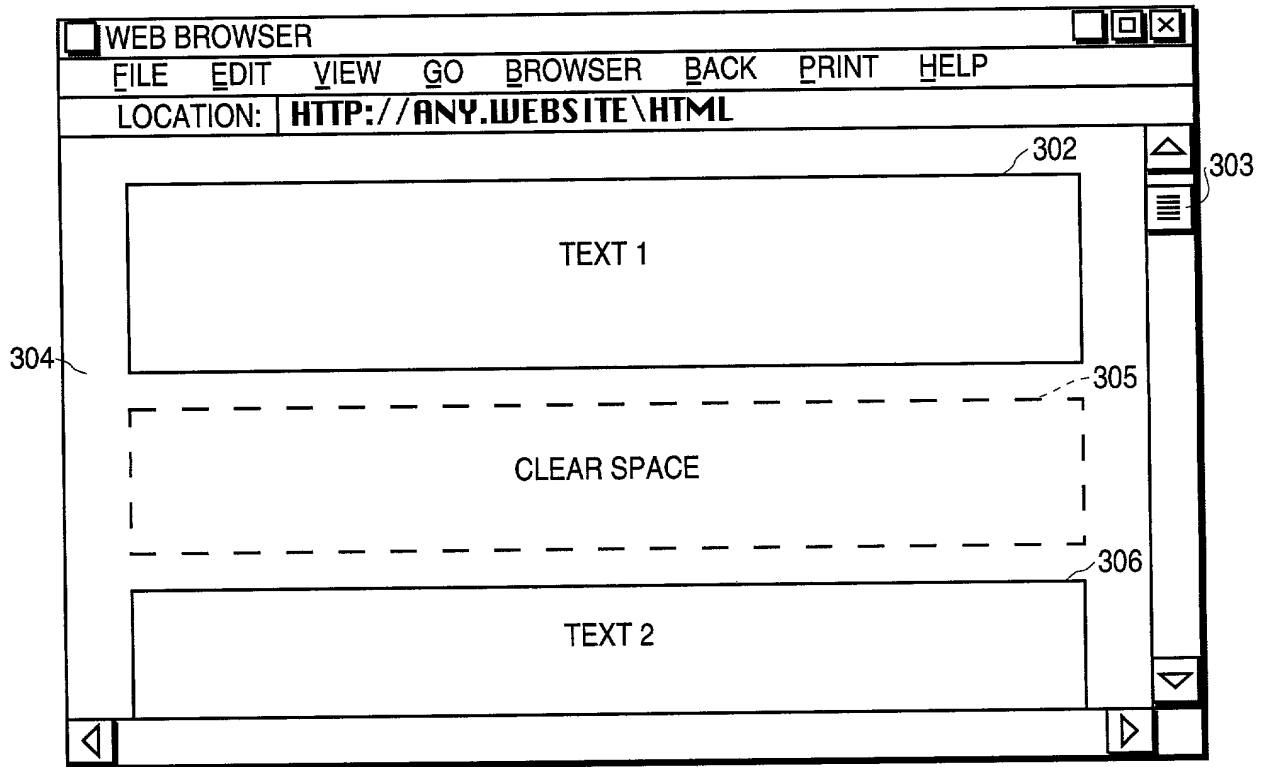 WEB BROWSER
FILE EDIT VIEW GO BROWSER BACK PRINT HELP
LOCATION: HTTP://ANY.WEBSITE\HTML
302
303
TEXT 1
304
305
CLEAR SPACE
306
TEXT 2